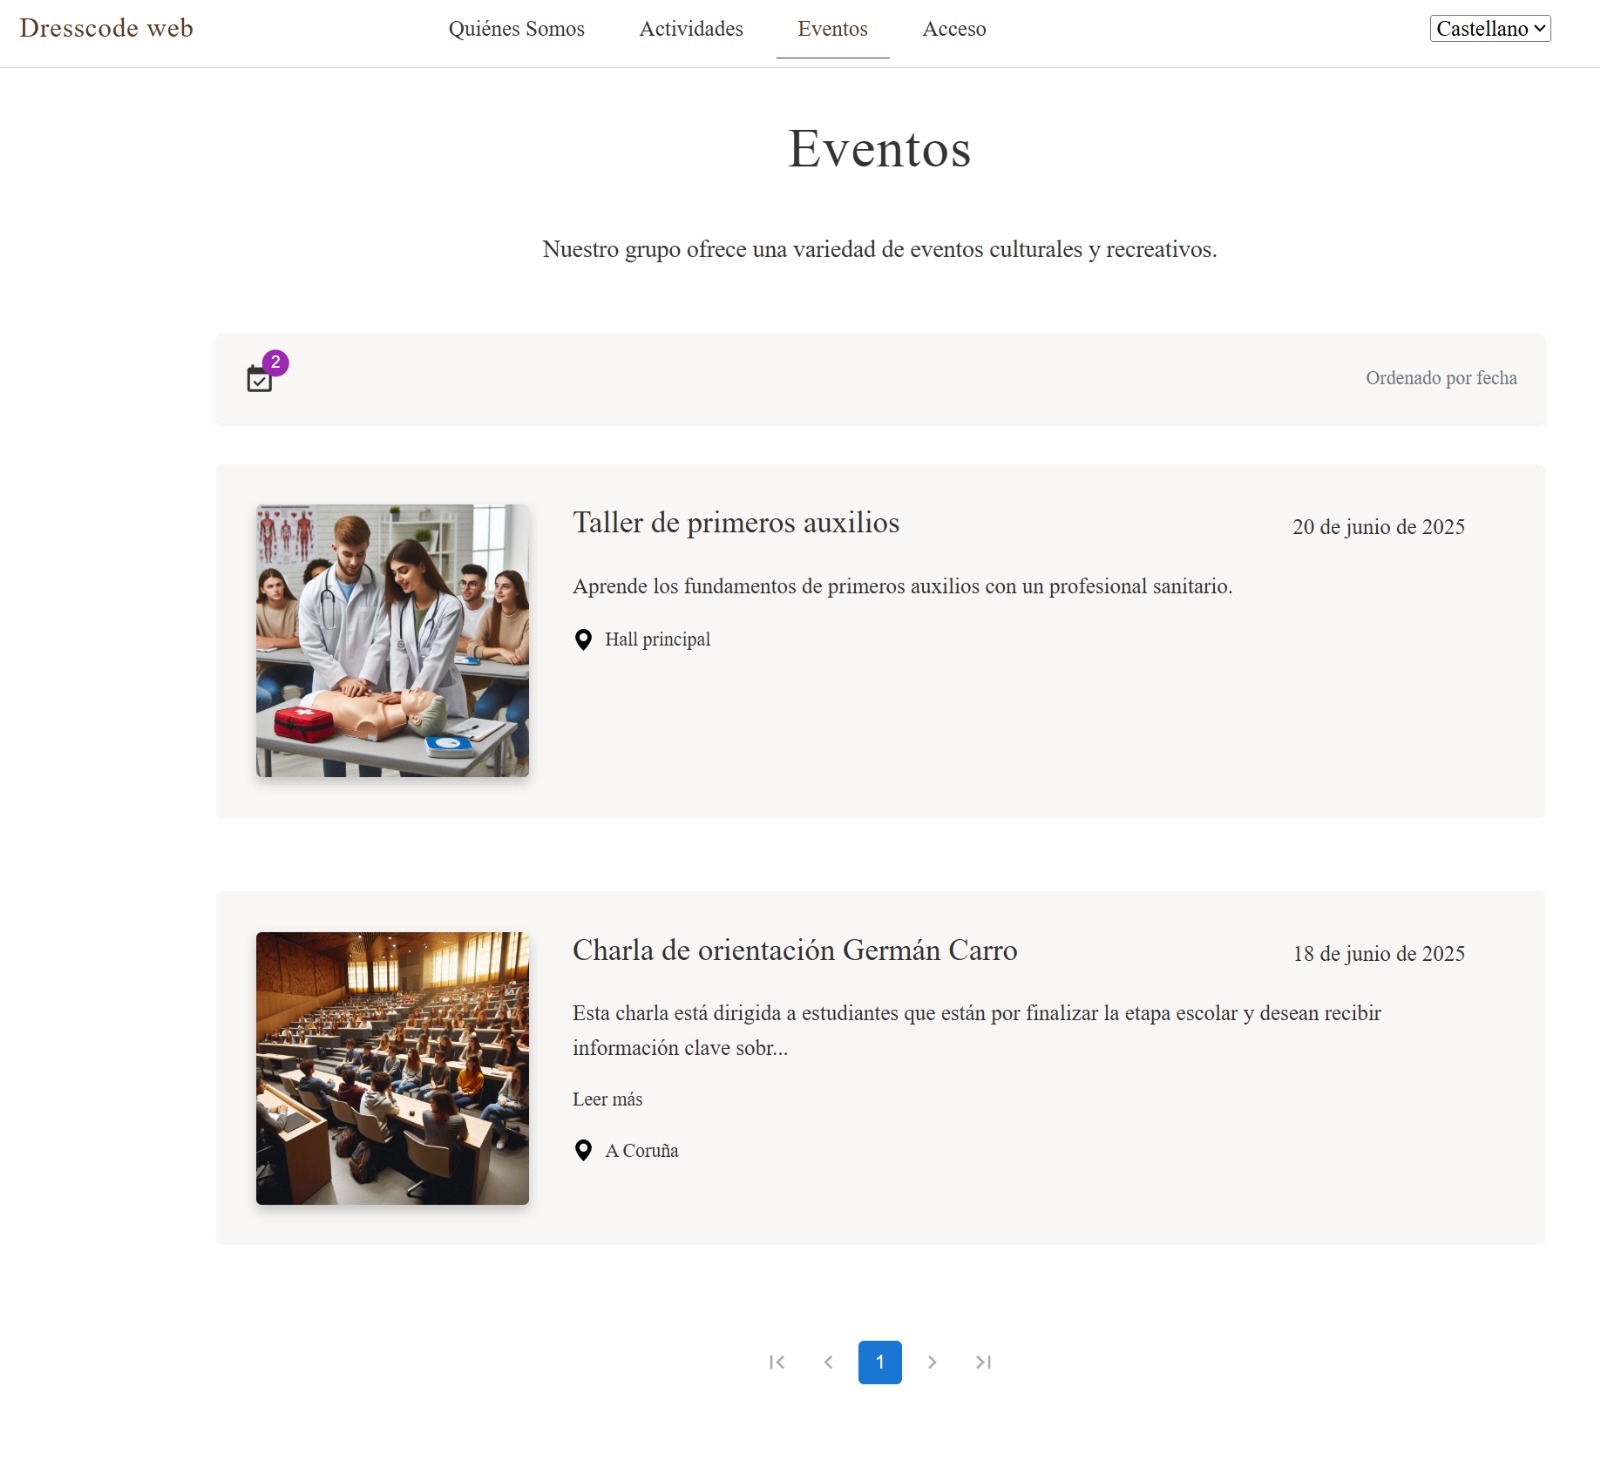 Dresscode web
Quiénes Somos
Actividades
Eventos
Acceso
Castellano
Eventos
Nuestro grupo ofrece una variedad de eventos culturales y recreativos.
2
Ordenado por fecha
Taller de primeros auxilios
20 de junio de 2025
Aprende los fundamentos de primeros auxilios con un profesional sanitario.
Hall principal
Charla de orientación Germán Carro
18 de junio de 2025
Esta charla está dirigida a estudiantes que están por finalizar la etapa escolar y desean recibir
información clave sobr...
Leer más
A Coruña
1